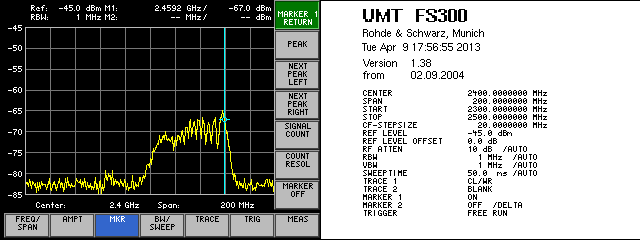 Ref: -45.0 dBm M1: 2.4592 GHz / -67.0 dBm
RBW: 1 MHz M2: -- MHz / -- dBm
MARKER 1
RETURN
PEAK
NEXT
PEAK
LEFT
NEXT
PEAK
RIGHT
SIGNAL
COUNT
COUNT
RESOL
MARKER
OFF
-45
-50
-55
-60
-65
-70
-75
-80
-85
Center: 2.4 GHz Span: 200 MHz
FREQ/
SPAN
AMPT
MKR
BW/
SWEEP
TRACE
TRIG
MEAS
UMT FS300
Rohde & Schwarz, Munich
Tue Apr 9 17:56:55 2013
Version 1.38
from 02.09.2004
CENTER 2400.0000000 MHz
SPAN 200.0000000 MHz
START 2300.0000000 MHz
STOP 2500.0000000 MHz
CF-STEPSIZE 20.0000000 MHz
REF LEVEL -45.0 dBm
REF LEVEL OFFSET 0.0 dB
RF ATTEN 10 dB /AUTO
RBW 1 MHz /AUTO
VBW 1 MHz /AUTO
SWEEPTIME 50.0 ms /AUTO
TRACE 1 CL/WR
TRACE 2 BLANK
MARKER 1 ON
MARKER 2 OFF /DELTA
TRIGGER FREE RUN